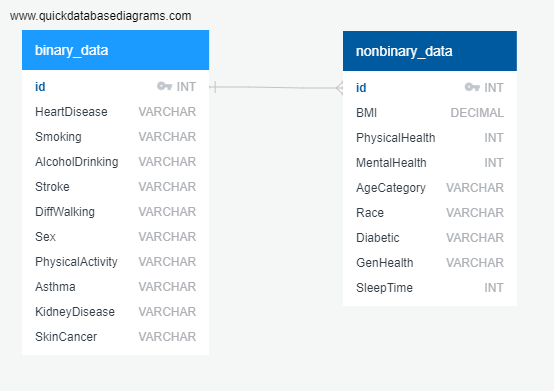 www.quickdatabasediagrams.com
binary_data
id INT
HeartDisease VARCHAR
Smoking VARCHAR
AlcoholDrinking VARCHAR
Stroke VARCHAR
DiffWalking VARCHAR
Sex VARCHAR
PhysicalActivity VARCHAR
Asthma VARCHAR
KidneyDisease VARCHAR
SkinCancer VARCHAR
nonbinary_data
id INT
BMI DECIMAL
PhysicalHealth INT
MentalHealth INT
AgeCategory VARCHAR
Race VARCHAR
Diabetic VARCHAR
GenHealth VARCHAR
SleepTime INT